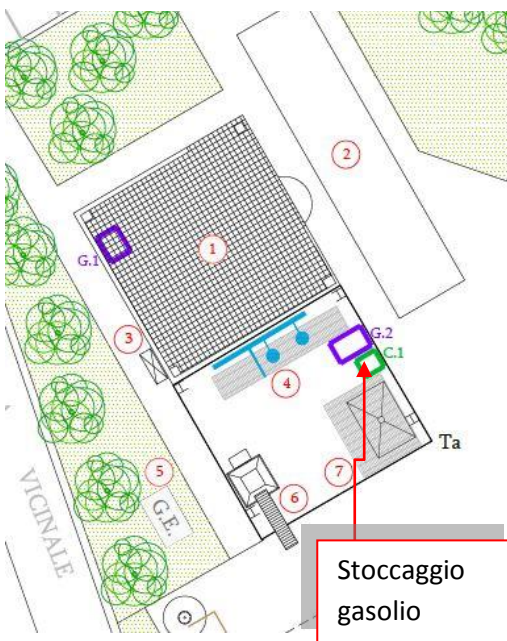 2
1
G.1
3
G.2
C.1
4
Ta
5
7
G.E.
6
VICINALE
Stoccaggio
gasolio